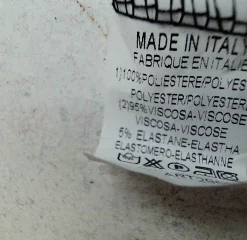 MADE IN ITALY
FABRIQUE EN ITALIE
1)100%POLIESTERE/POLYES
POLYESTER/POLYESTER
(2)95%VISCOSA-VISCOSE
VISCOSA-VISCOSE
5% ELASTANE-ELASTHA
ELASTOMERO-ELASTHANNE